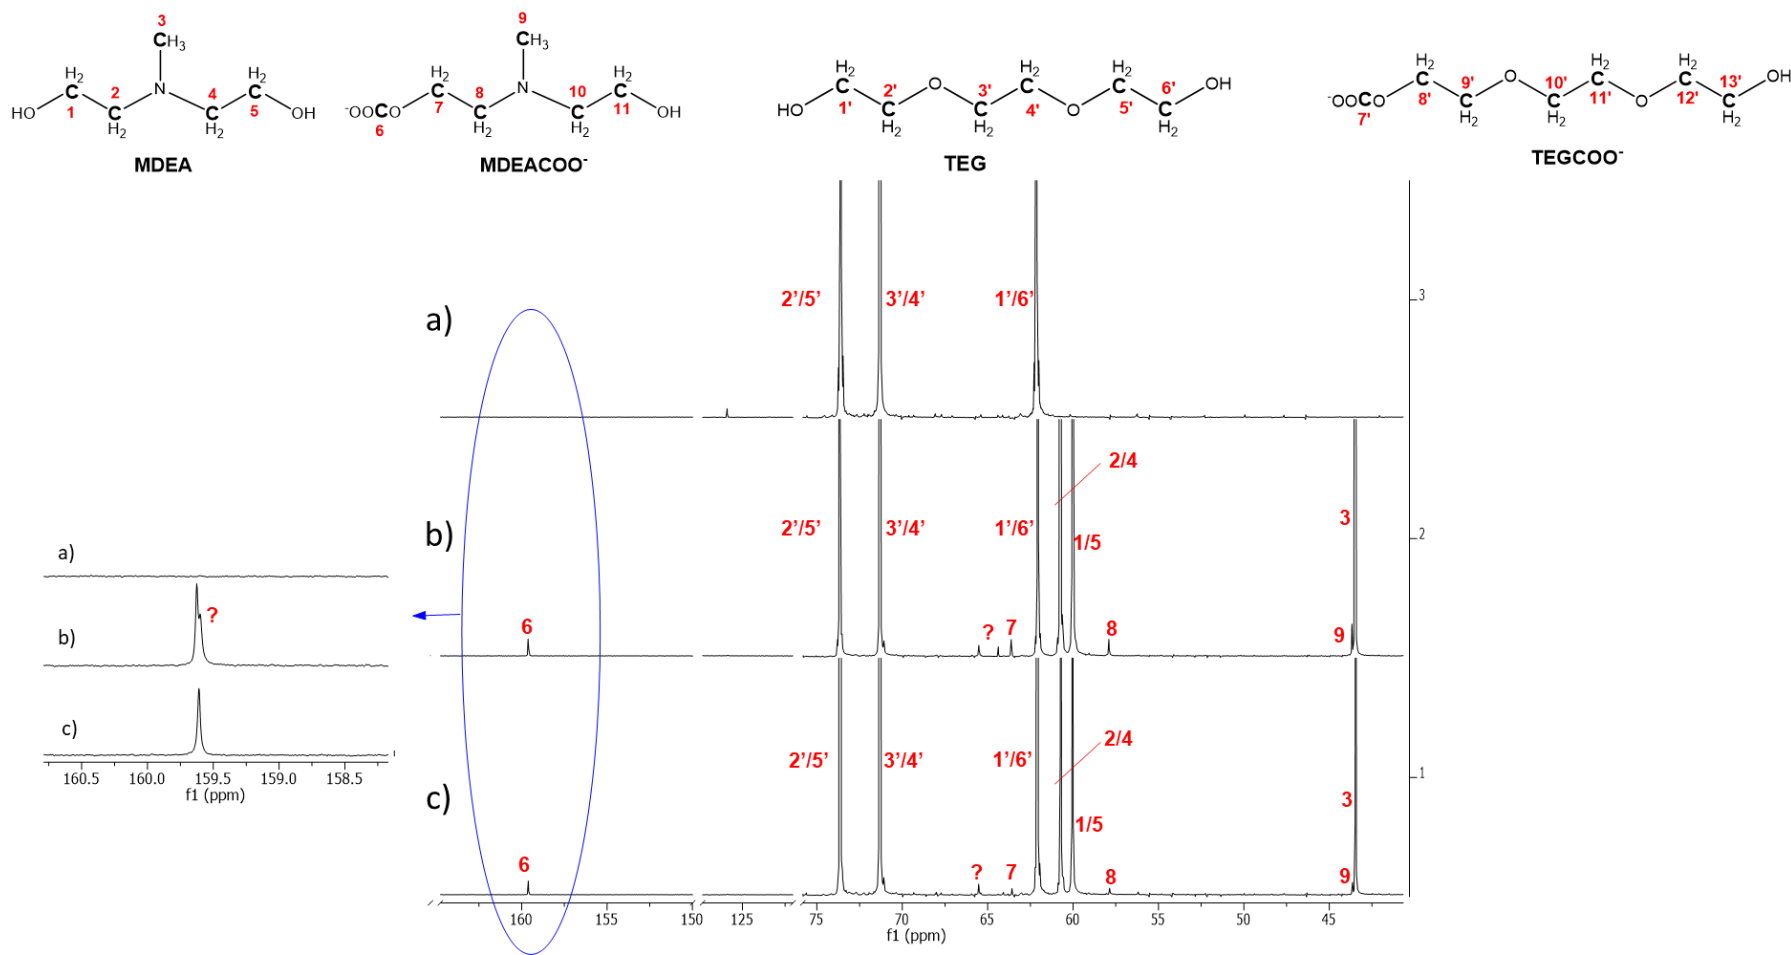 3
CH3
H2
C
N
H2
C
HO
1
2
C
H2
4
C
H2
5
OH
MDEA
9
CH3
H2
C
N
H2
C
-OOCO
6
7
8
C
H2
10
C
H2
11
OH
MDEACOO-
H2
C
2'
O
3'
H2
C
O
H2
C
6'
OH
HO
1'
C
H2
C
H2
4'
5'
C
H2
TEG
H2
C
9'
O
10'
H2
C
H2
C
13'
OH
-OOCO
7'
8'
C
H2
C
H2
11'
O
12'
C
H2
TEGCOO-
a)
2'/5'
3'/4'
1'/6'
3
b)
2'/5'
3'/4'
1'/6'
2/4
1/5
3
2
6
?
7
8
9
c)
2'/5'
3'/4'
1'/6'
2/4
1/5
3
1
6
?
7
8
9
160
155
150
125
75
70
65
60
55
50
45
f1 (ppm)
a)
?
b)
c)
160.5
160.0
159.5
159.0
158.5
f1 (ppm)